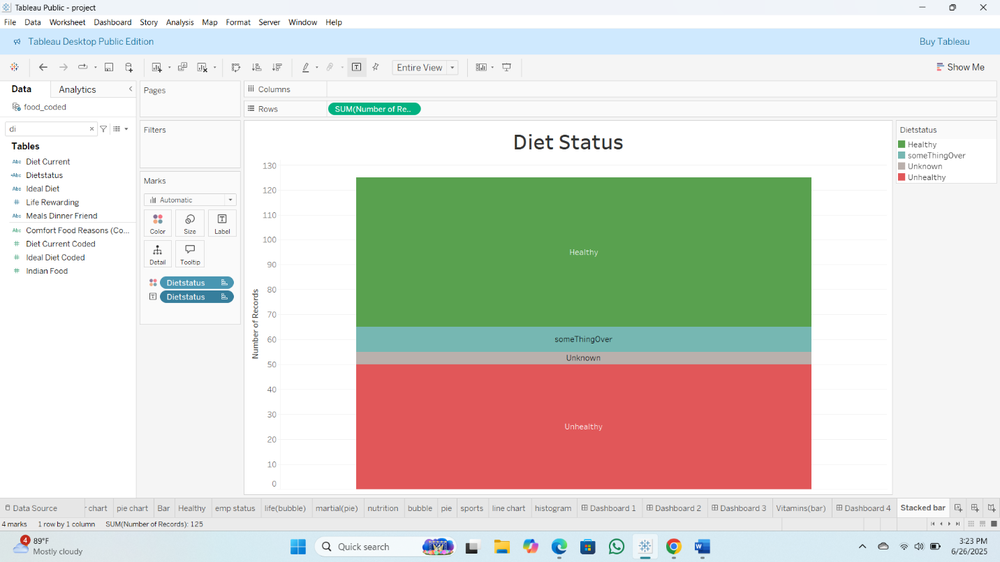 Tableau Public - project
File Data Worksheet Dashboard Story Analysis Map Format Server Window Help
Tableau Desktop Public Edition
Buy Tableau
Entire View
Show Me
Data
Analytics
food_coded
di
Tables
Abc Diet Current
Abc Dietstatus
Abc Ideal Diet
# Life Rewarding
Abc Meals Dinner Friend
Abc Comfort Food Reasons (Co...
# Diet Current Coded
# Ideal Diet Coded
# Indian Food
Pages
Filters
Marks
Automatic
Color
Size
Label
Detail
Tooltip
Dietstatus
Dietstatus
Columns
Rows
SUM(Number of Re..
Diet Status
Number of Records
130
120
110
100
90
80
70
60
50
40
30
20
10
0
Healthy
someThingOver
Unknown
Unhealthy
Dietstatus
Healthy
someThingOver
Unknown
Unhealthy
Data Source
r chart
pie chart
Bar
Healthy
emp status
life(bubble)
martial(pie)
nutrition
bubble
pie
sports
line chart
histogram
Dashboard 1
Dashboard 2
Dashboard 3
Vitamins(bar)
Dashboard 4
Stacked bar
4 marks 1 row by 1 column SUM(Number of Records): 125
4
89°F
Mostly cloudy
Quick search
3:23 PM
6/26/2025